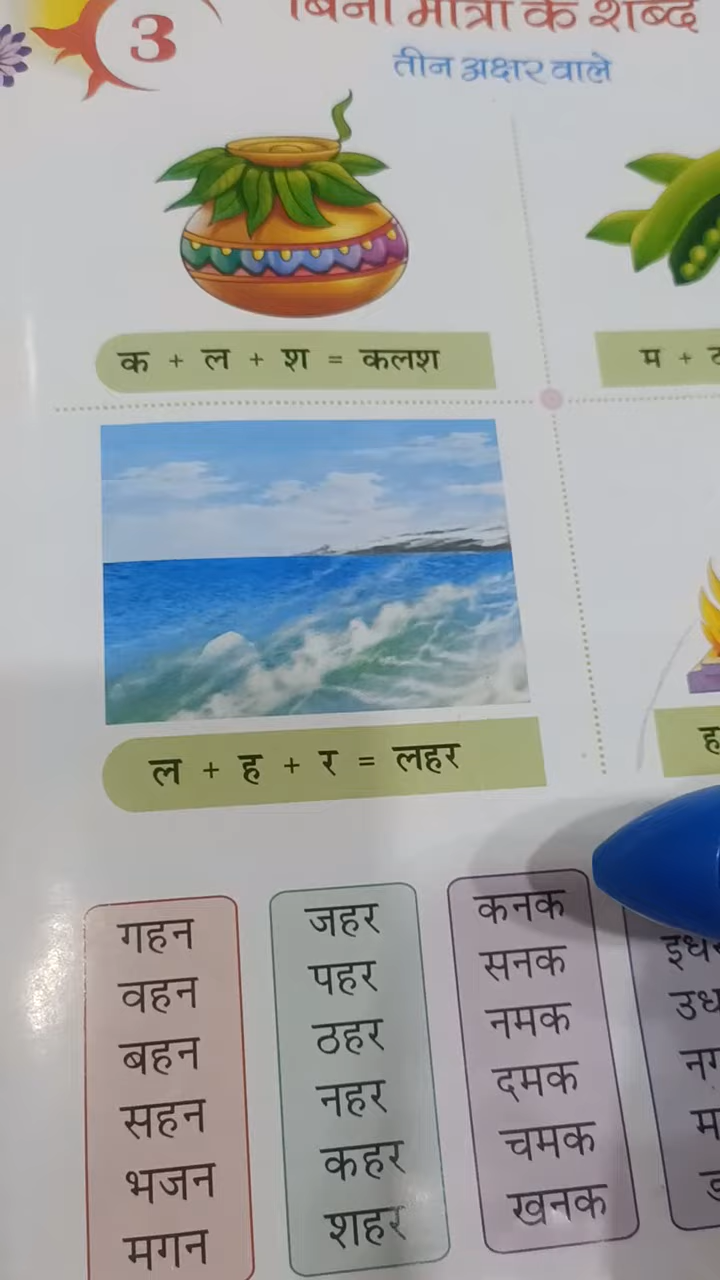 3
बिना मात्रा के शब्द
तीन अक्षर वाले
क + ल + श = कलश
म +
ल + ह + र = लहर
ह
गहन
वहन
बहन
सहन
भजन
मगन
जहर
पहर
ठहर
नहर
कहर
शहर
कनक
सनक
नमक
दमक
चमक
खनक